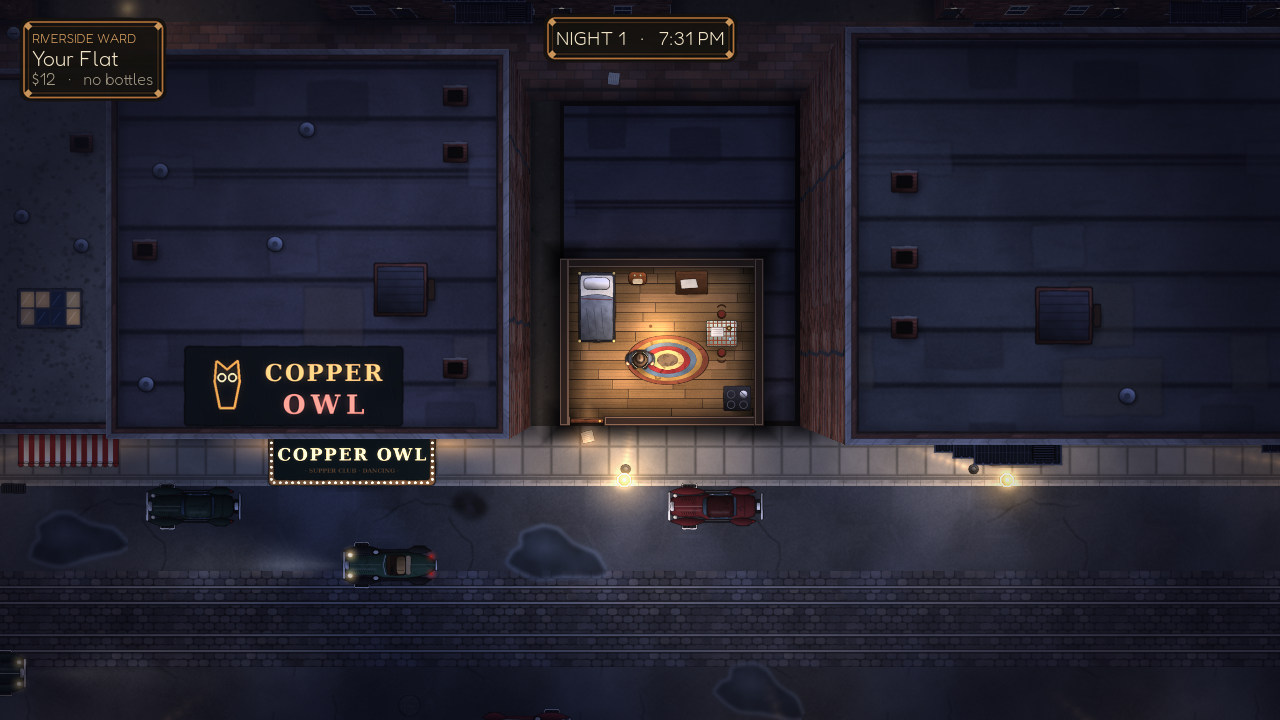 RIVERSIDE WARD
Your Flat
$12 · no bottles
NIGHT 1 · 7:31 PM
COPPER
OWL
COPPER OWL
· SUPPER CLUB · DANCING ·